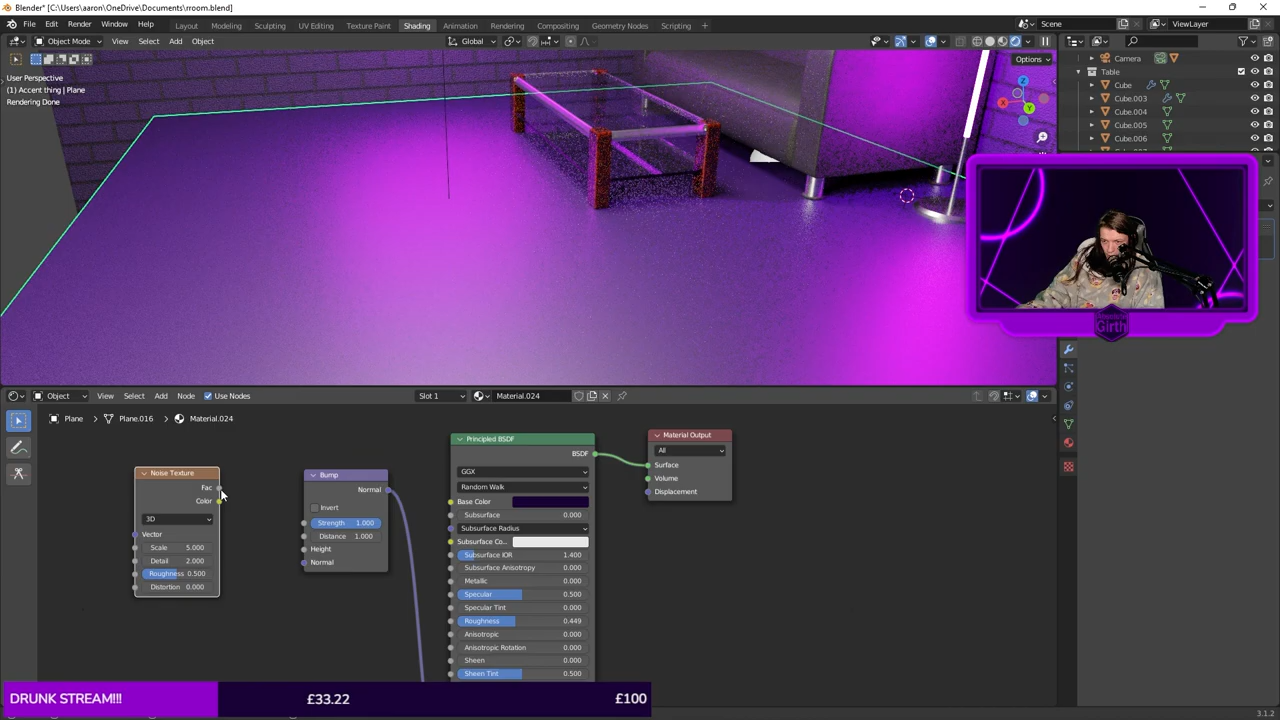 Blender* [C:\Users\aaron\OneDrive\Documents\rroom.blend]
File Edit Render Window Help Layout Modeling Sculpting UV Editing Texture Paint Shading Animation Rendering Compositing Geometry Nodes Scripting + Scene ViewLayer
Object Mode View Select Add Object Global
Options
User Perspective
(1) Accent thing | Plane
Rendering Done
Z
X
Y
Camera
Table
Cube
Cube.003
Cube.004
Cube.005
Cube.006
Girth
Object View Select Add Node Use Nodes Slot 1 Material.024
Plane > Plane.016 > Material.024
Noise Texture
Fac
Color
3D
Vector
Scale 5.000
Detail 2.000
Roughness 0.500
Distortion 0.000
Bump
Normal
Invert
Strength 1.000
Distance 1.000
Height
Normal
Principled BSDF
BSDF
GGX
Random Walk
Base Color
Subsurface 0.000
Subsurface Radius
Subsurface Co...
Subsurface IOR 1.400
Subsurface Anisotropy 0.000
Metallic 0.000
Specular 0.500
Specular Tint 0.000
Roughness 0.449
Anisotropic 0.000
Anisotropic Rotation 0.000
Sheen 0.000
Sheen Tint 0.500
Material Output
All
Surface
Volume
Displacement
DRUNK STREAM!!! £33.22 £100
3.1.2